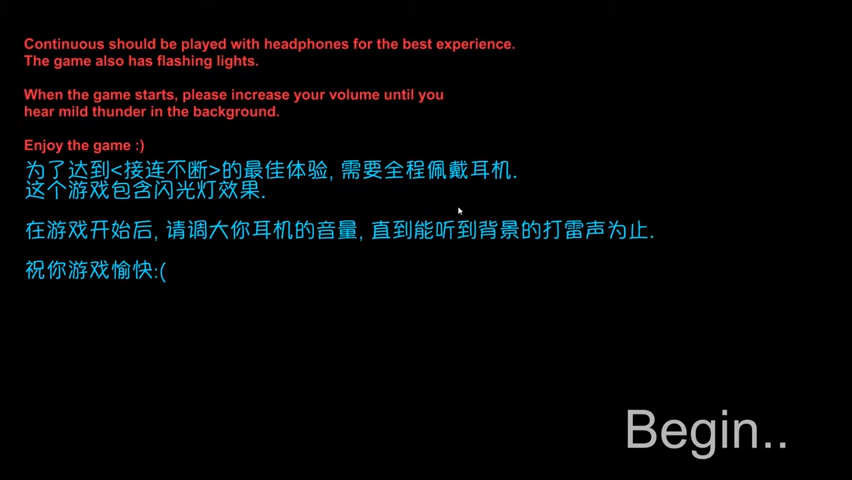 Continuous should be played with headphones for the best experience.
The game also has flashing lights.
When the game starts, please increase your volume until you
hear mild thunder in the background.
Enjoy the game :)
为了达到<接连不断>的最佳体验, 需要全程佩戴耳机.
这个游戏包含闪光灯效果.
在游戏开始后, 请调大你耳机的音量, 直到能听到背景的打雷声为止.
祝你游戏愉快:(
Begin..